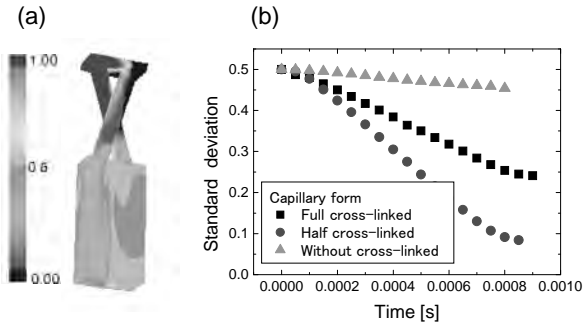 (a)
(b)
1.00
0.5
0.00
0.5
0.4
0.3
0.2
0.1
0.0
Standard deviation
Capillary form
Full cross-linked
Half cross-linked
Without cross-linked
0.0000 0.0002 0.0004 0.0006 0.0008 0.0010
Time [s]